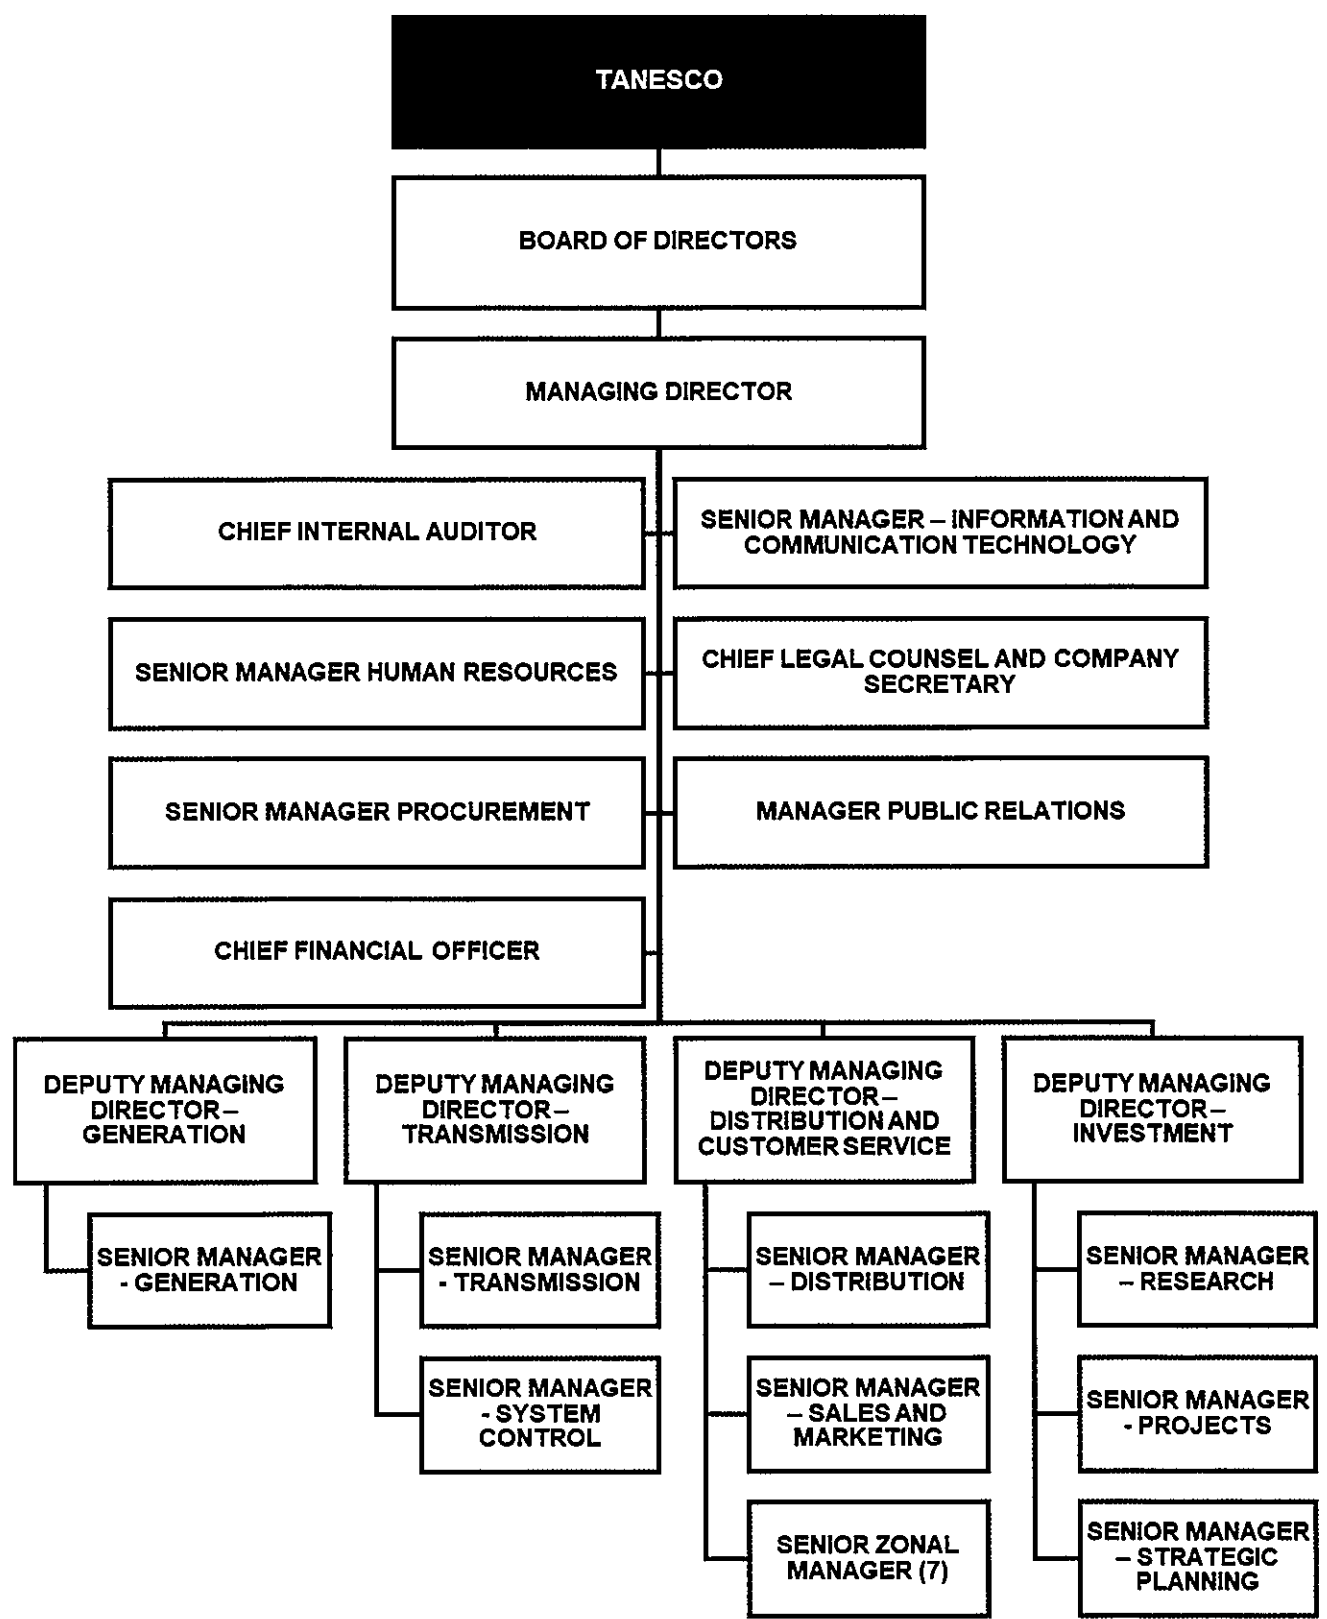 TANESCO
BOARD OF DIRECTORS
MANAGING DIRECTOR
CHIEF INTERNAL AUDITOR
SENIOR MANAGER – INFORMATION AND
COMMUNICATION TECHNOLOGY
SENIOR MANAGER HUMAN RESOURCES
CHIEF LEGAL COUNSEL AND COMPANY
SECRETARY
SENIOR MANAGER PROCUREMENT
MANAGER PUBLIC RELATIONS
CHIEF FINANCIAL OFFICER
DEPUTY MANAGING
DIRECTOR –
GENERATION
DEPUTY MANAGING
DIRECTOR –
TRANSMISSION
DEPUTY MANAGING
DIRECTOR –
DISTRIBUTION AND
CUSTOMER SERVICE
DEPUTY MANAGING
DIRECTOR –
INVESTMENT
SENIOR MANAGER
- GENERATION
SENIOR MANAGER
- TRANSMISSION
SENIOR MANAGER
– DISTRIBUTION
SENIOR MANAGER
– RESEARCH
SENIOR MANAGER
- SYSTEM
CONTROL
SENIOR MANAGER
– SALES AND
MARKETING
SENIOR MANAGER
- PROJECTS
SENIOR ZONAL
MANAGER (7)
SENIOR MANAGER
– STRATEGIC
PLANNING